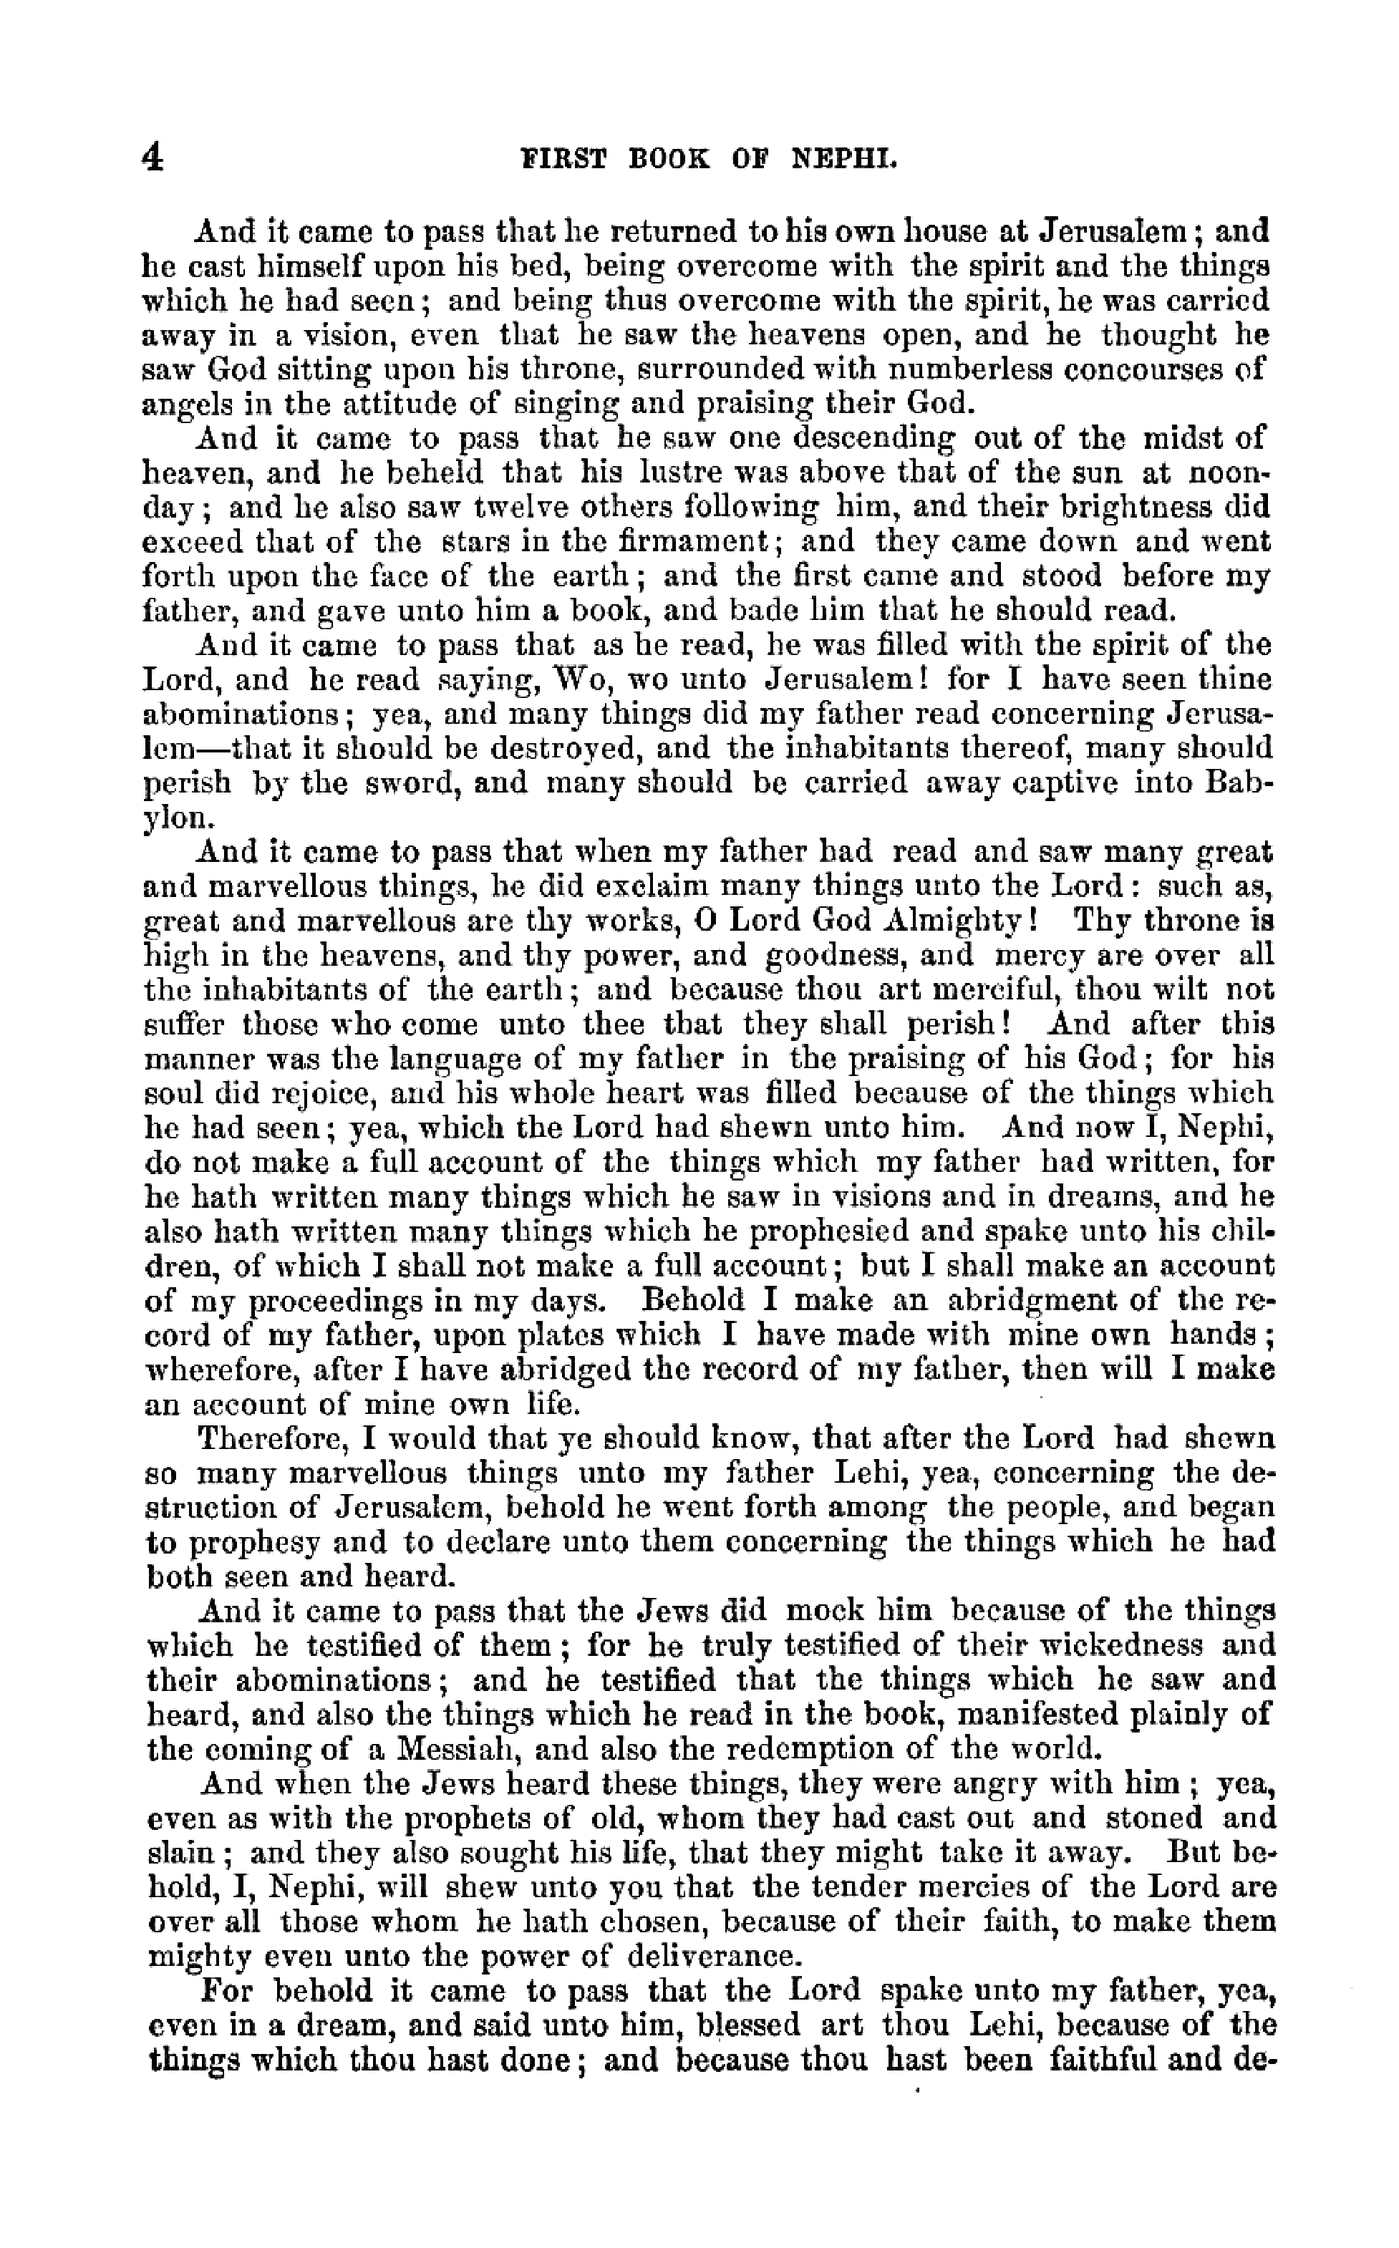 4 FIRST BOOK OF NEPHI.
And it came to pass that he returned to his own house at Jerusalem; and
he cast himself upon his bed, being overcome with the spirit and the things
which he had seen; and being thus overcome with the spirit, he was carried
away in a vision, even that he saw the heavens open, and he thought he
saw God sitting upon his throne, surrounded with numberless concourses of
angels in the attitude of singing and praising their God.
And it came to pass that he saw one descending out of the midst of
heaven, and he beheld that his lustre was above that of the sun at noon-
day; and he also saw twelve others following him, and their brightness did
exceed that of the stars in the firmament; and they came down and went
forth upon the face of the earth; and the first came and stood before my
father, and gave unto him a book, and bade him that he should read.
And it came to pass that as he read, he was filled with the spirit of the
Lord, and he read saying, Wo, wo unto Jerusalem! for I have seen thine
abominations; yea, and many things did my father read concerning Jerusa-
lem—that it should be destroyed, and the inhabitants thereof, many should
perish by the sword, and many should be carried away captive into Bab-
ylon.
And it came to pass that when my father had read and saw many great
and marvellous things, he did exclaim many things unto the Lord: such as,
great and marvellous are thy works, O Lord God Almighty! Thy throne is
high in the heavens, and thy power, and goodness, and mercy are over all
the inhabitants of the earth; and because thou art merciful, thou wilt not
suffer those who come unto thee that they shall perish! And after this
manner was the language of my father in the praising of his God; for his
soul did rejoice, and his whole heart was filled because of the things which
he had seen; yea, which the Lord had shewn unto him. And now I, Nephi,
do not make a full account of the things which my father had written, for
he hath written many things which he saw in visions and in dreams, and he
also hath written many things which he prophesied and spake unto his chil-
dren, of which I shall not make a full account; but I shall make an account
of my proceedings in my days. Behold I make an abridgment of the re-
cord of my father, upon plates which I have made with mine own hands;
wherefore, after I have abridged the record of my father, then will I make
an account of mine own life.
Therefore, I would that ye should know, that after the Lord had shewn
so many marvellous things unto my father Lehi, yea, concerning the de-
struction of Jerusalem, behold he went forth among the people, and began
to prophesy and to declare unto them concerning the things which he had
both seen and heard.
And it came to pass that the Jews did mock him because of the things
which he testified of them; for he truly testified of their wickedness and
their abominations; and he testified that the things which he saw and
heard, and also the things which he read in the book, manifested plainly of
the coming of a Messiah, and also the redemption of the world.
And when the Jews heard these things, they were angry with him; yea,
even as with the prophets of old, whom they had cast out and stoned and
slain; and they also sought his life, that they might take it away. But be-
hold, I, Nephi, will shew unto you that the tender mercies of the Lord are
over all those whom he hath chosen, because of their faith, to make them
mighty even unto the power of deliverance.
For behold it came to pass that the Lord spake unto my father, yea,
even in a dream, and said unto him, blessed art thou Lehi, because of the
things which thou hast done; and because thou hast been faithful and de-